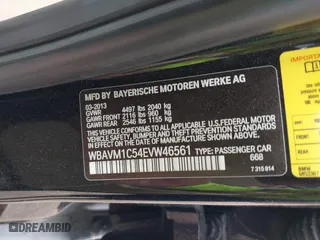 MFD BY BAYERISCHE MOTOREN WERKE AG
03-2013
GVWR 4497 lbs 2040 kg
GAWR FRONT 2116 lbs 960 kg
GAWR REAR 2546 lbs 1155 kg
THIS VEHICLE CONFORMS TO ALL APPLICABLE
U.S. FEDERAL MOTOR VEHICLE SAFETY,
BUMPER, AND THEFT PREVENTION STANDARDS
IN EFFECT ON THE DATE OF
MANUFACTURE SHOWN ABOVE.
WBAVM1C54EVW46561 TYPE: PASSENGER CAR
668
7 315 814
BMW
DREAMBID